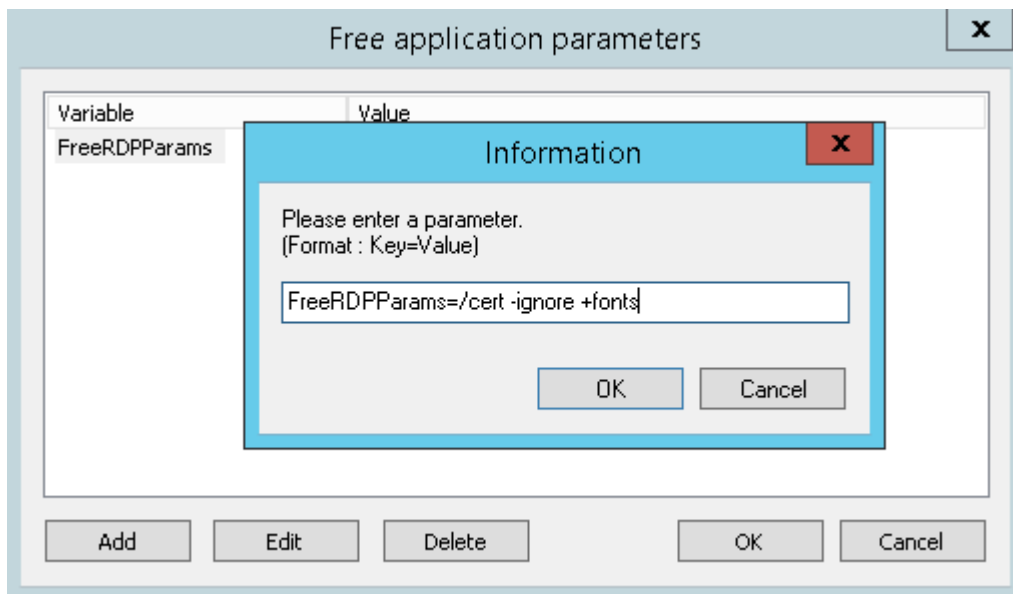 Free application parameters
x
Variable Value
FreeRDPParams
Information
x
Please enter a parameter.
(Format : Key=Value)
FreeRDPParams=/cert -ignore +fonts
OK Cancel
Add Edit Delete OK Cancel